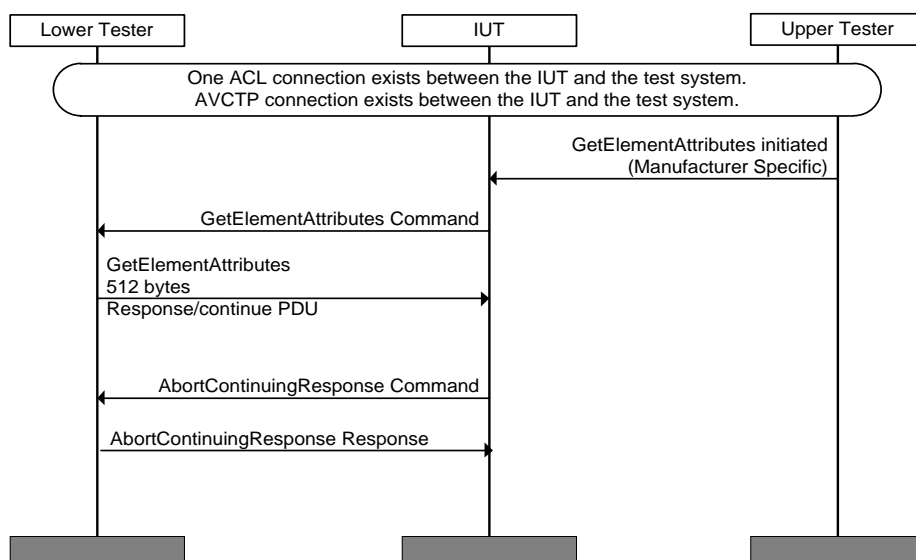 Lower Tester
IUT
Upper Tester
One ACL connection exists between the IUT and the test system.
AVCTP connection exists between the IUT and the test system.
GetElementAttributes initiated
(Manufacturer Specific)
GetElementAttributes Command
GetElementAttributes
512 bytes
Response/continue PDU
AbortContinuingResponse Command
AbortContinuingResponse Response